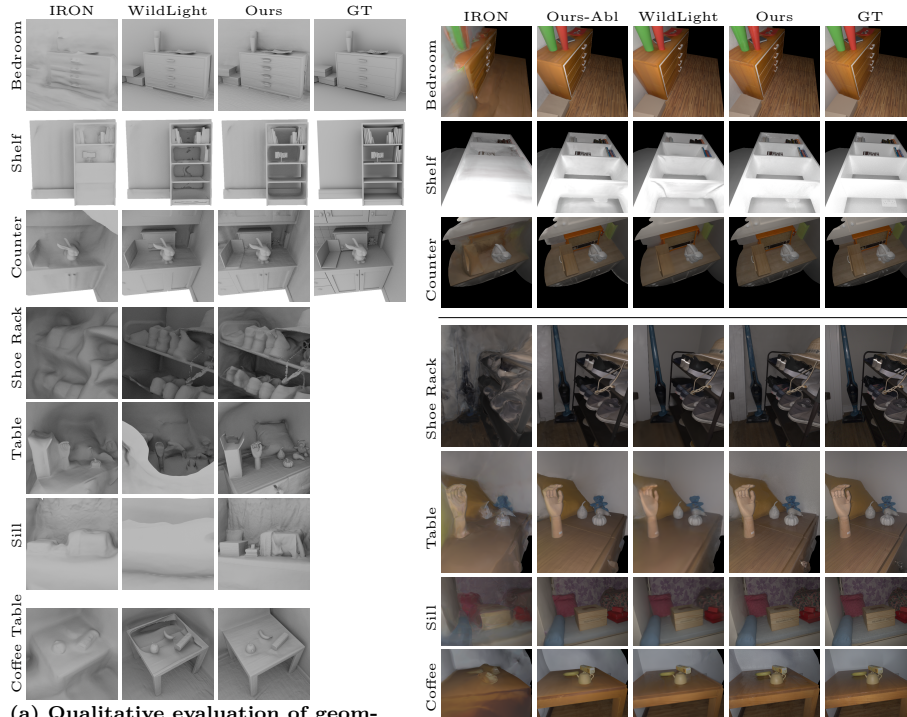 IRON WildLight Ours GT
Bedroom
Shelf
Counter
Shoe Rack
Table
Sill
Coffee Table
(a) Qualitative evaluation of geom-
IRON Ours-Abl WildLight Ours GT
Bedroom
Shelf
Counter
Shoe Rack
Table
Sill
Coffee